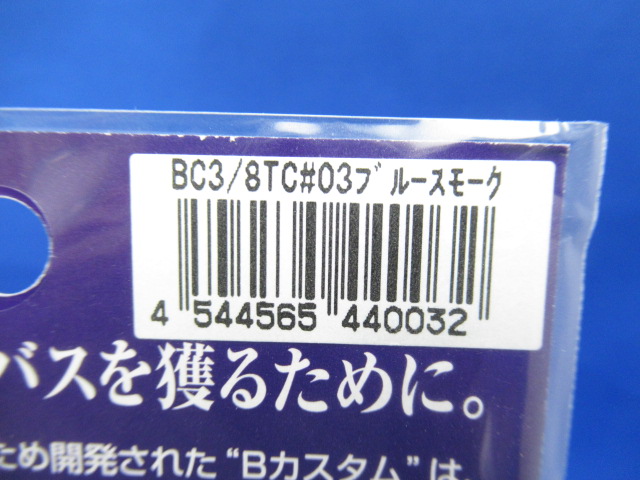 BC3/8TC#03ﾌﾞﾙｰｽﾓｰｸ
4 544565 440032
バスを獲るために。
ため開発された“Bカスタム”は、